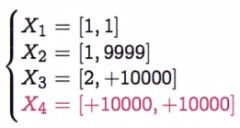 X₁ = [1, 1]
X₂ = [1, 9999]
X₃ = [2, +10000]
X₄ = [+10000, +10000]